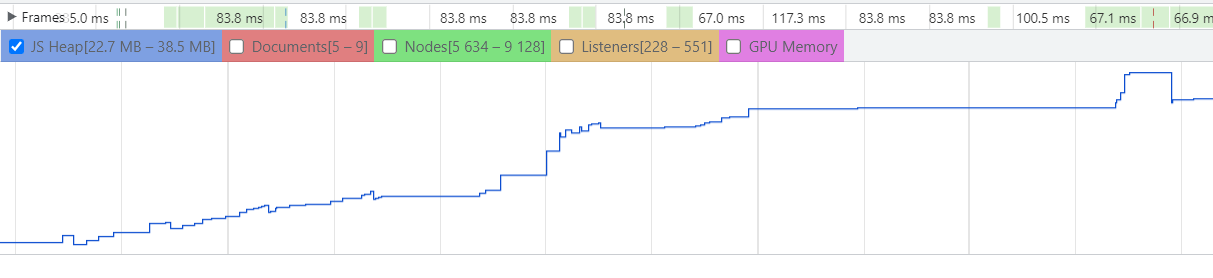 ▶ Frames 5.0 ms 83.8 ms 83.8 ms 83.8 ms 83.8 ms 83.8 ms 67.0 ms 117.3 ms 83.8 ms 83.8 ms 100.5 ms 67.1 ms 66.9 m
JS Heap[22.7 MB – 38.5 MB] Documents[5 – 9] Nodes[5 634 – 9 128] Listeners[228 – 551] GPU Memory